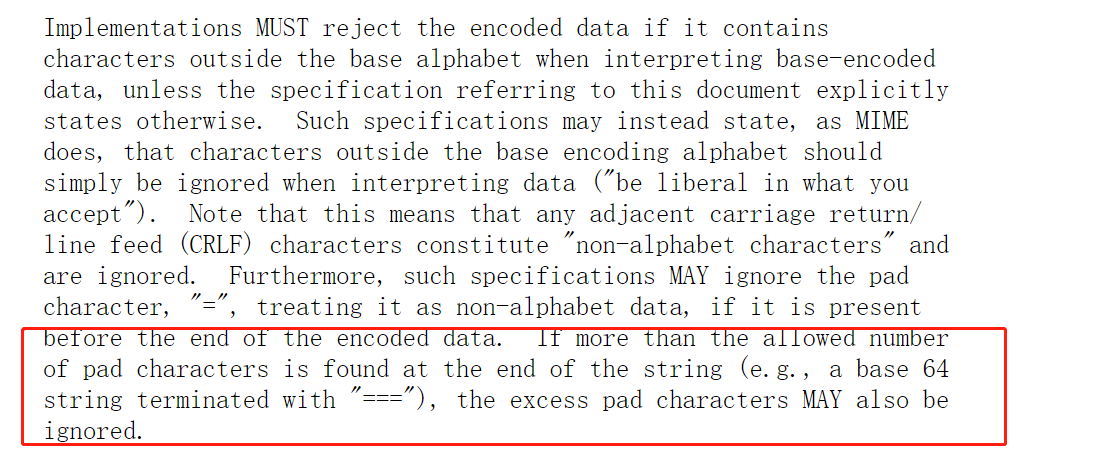 Implementations MUST reject the encoded data if it contains
characters outside the base alphabet when interpreting base-encoded
data, unless the specification referring to this document explicitly
states otherwise.  Such specifications may instead state, as MIME
does, that characters outside the base encoding alphabet should
simply be ignored when interpreting data ("be liberal in what you
accept").  Note that this means that any adjacent carriage return/
line feed (CRLF) characters constitute "non-alphabet characters" and
are ignored.  Furthermore, such specifications MAY ignore the pad
character, "=", treating it as non-alphabet data, if it is present
before the end of the encoded data.  If more than the allowed number
of pad characters is found at the end of the string (e.g., a base 64
string terminated with "==="), the excess pad characters MAY also be
ignored.